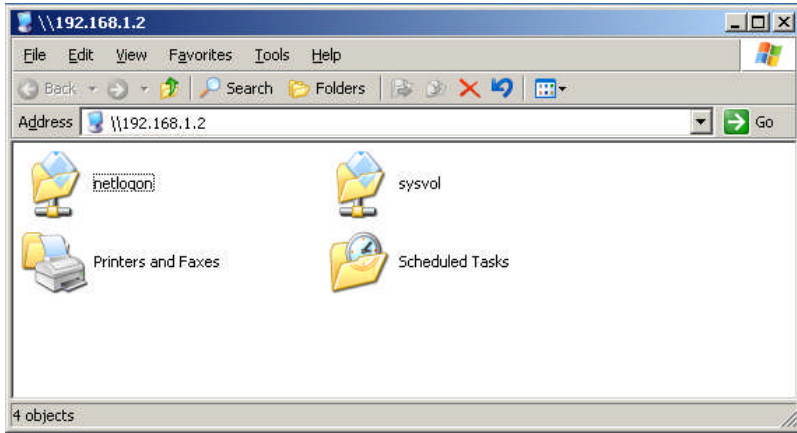 \\192.168.1.2
File Edit View Favorites Tools Help
Back Search Folders
Address \\192.168.1.2 Go
netlogon sysvol
Printers and Faxes Scheduled Tasks
4 objects